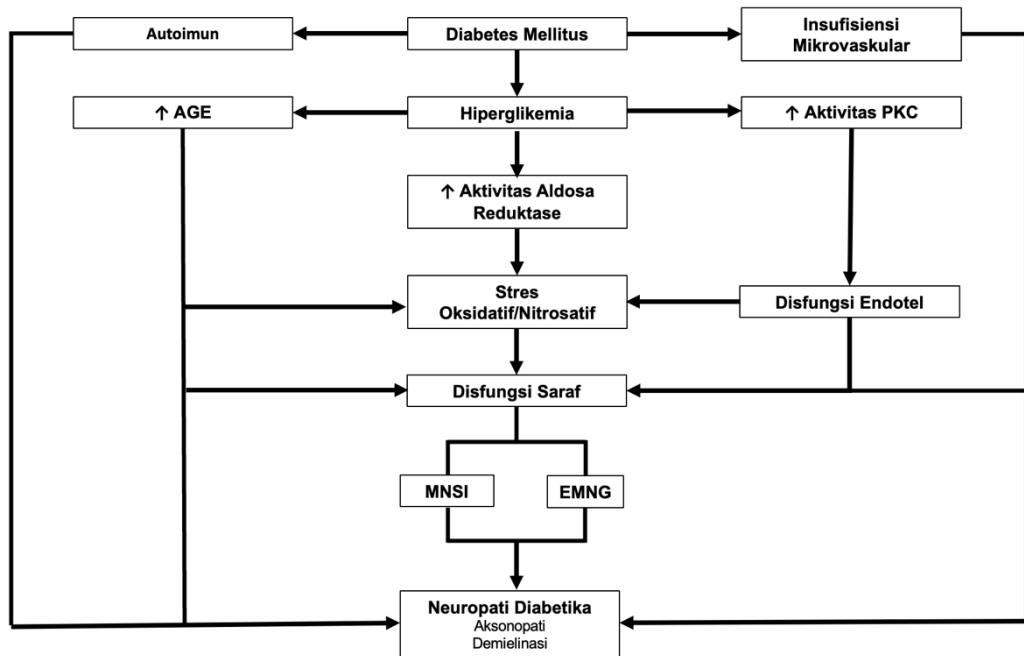 Autoimun
Diabetes Mellitus
Insufisiensi
Mikrovaskular
↑ AGE
Hiperglikemia
↑ Aktivitas PKC
↑ Aktivitas Aldosa
Reduktase
Stres
Oksidatif/Nitrosatif
Disfungsi Endotel
Disfungsi Saraf
MNSI
EMNG
Neuropati Diabetika
Aksonopati
Demielinasi